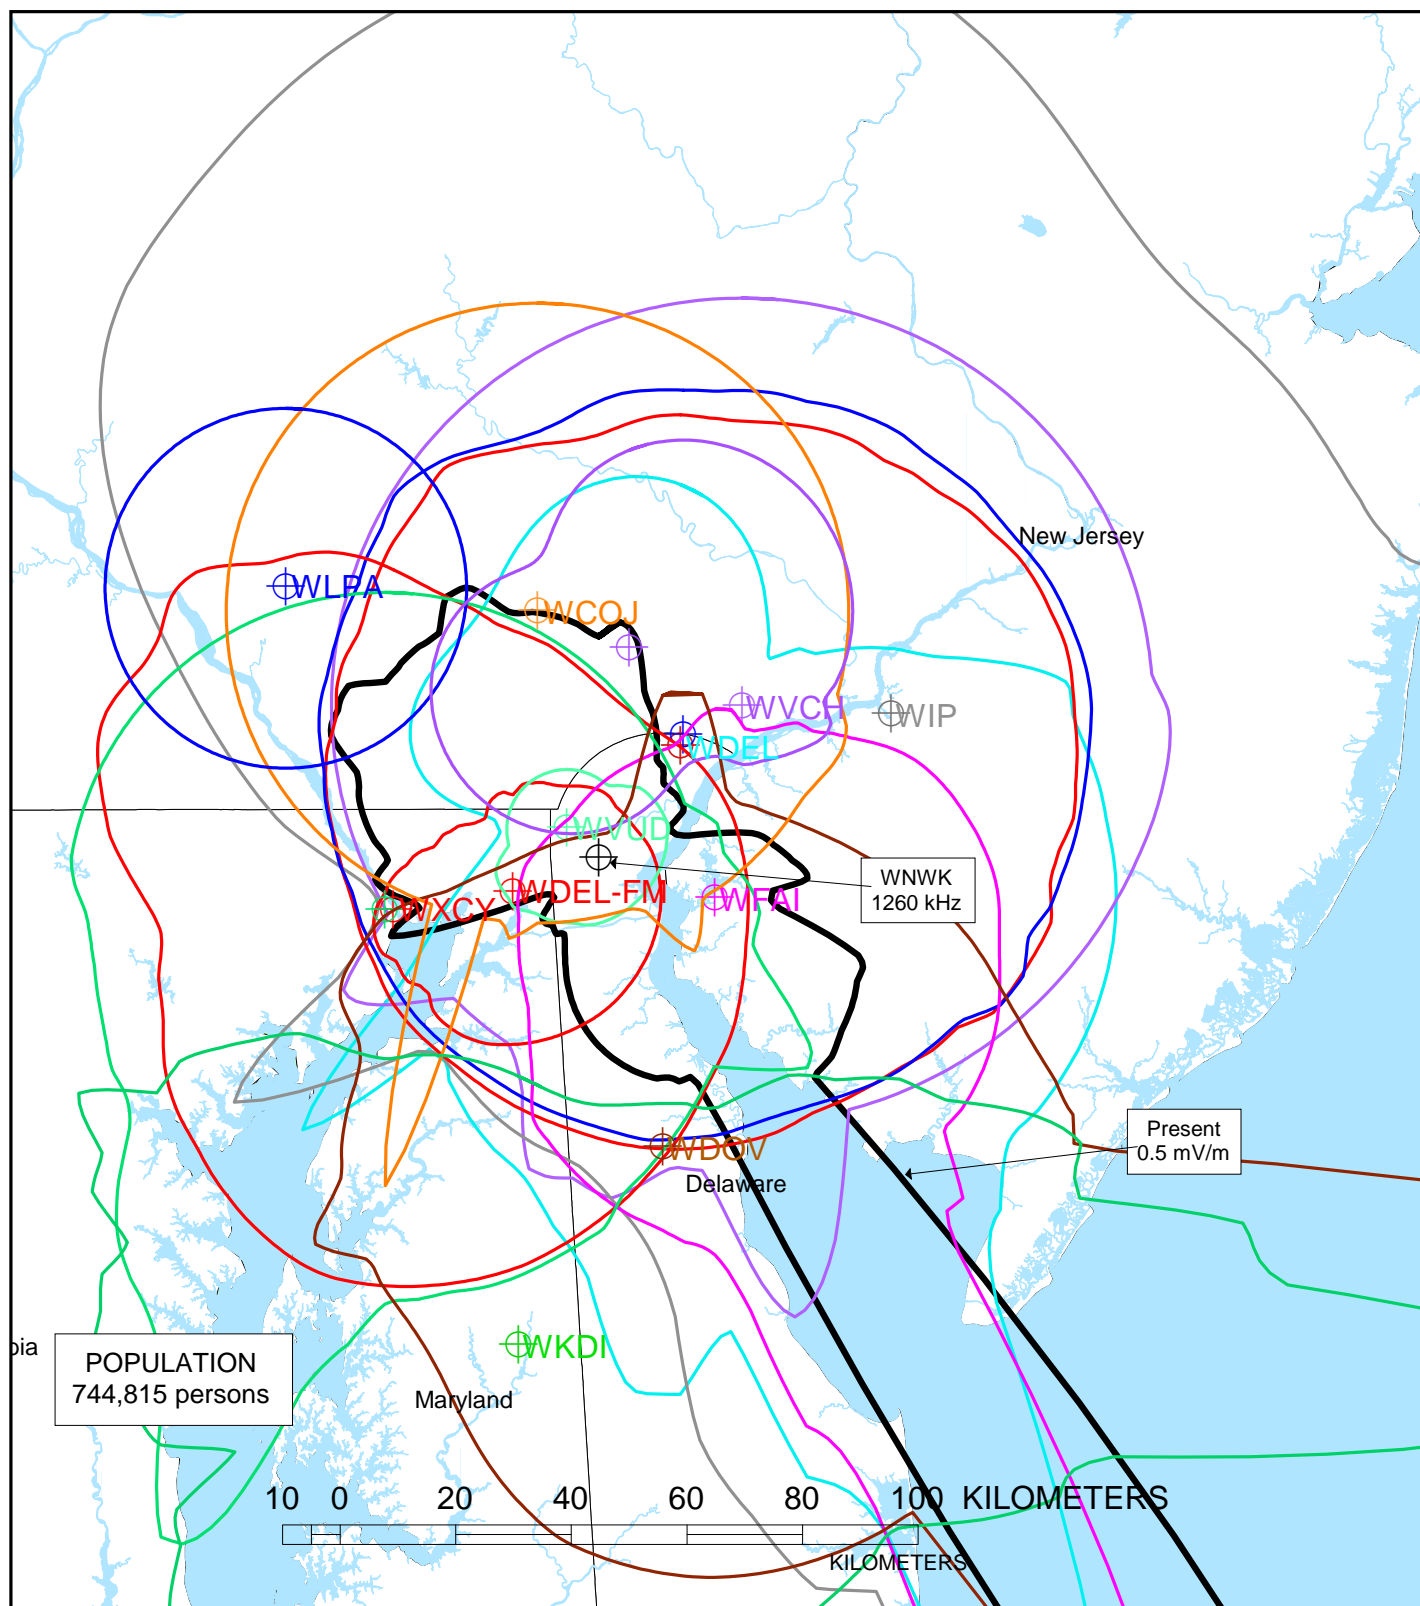 New Jersey
WLPA
WCOJ
WVCH
WIP
WDEL
WVUD
WNWK
1260 kHz
WDEL-FM
WFAI
WXCY
Present
0.5 mV/m
WDOV
Delaware
WKDI
bia
POPULATION
744,815 persons
Maryland
10 0 20 40 60 80 100 KILOMETERS
KILOMETERS